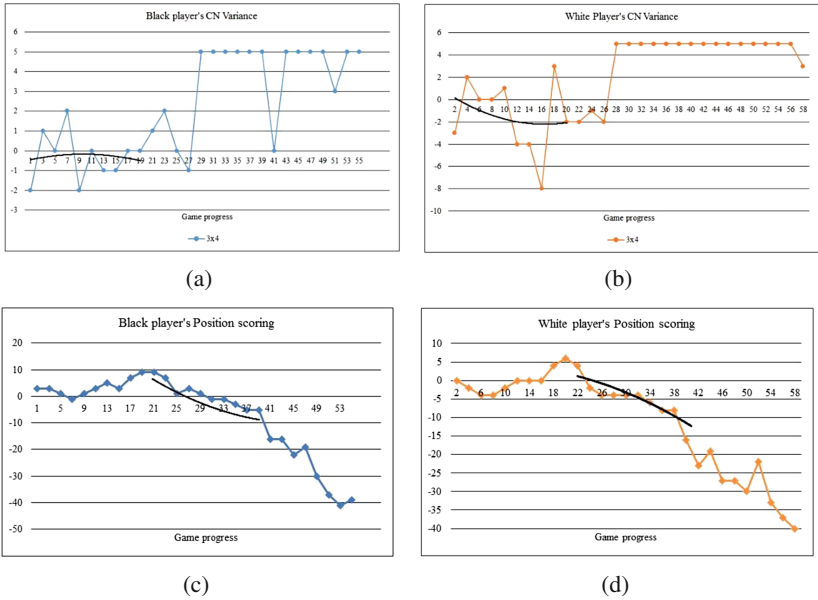 Black player's CN Variance
6
5
4
3
2
1
0
-1
-2
-3
1 3 5 7 9 11 13 15 17 19 21 23 25 27 29 31 33 35 37 39 41 43 45 47 49 51 53 55
Game progress
3x4
(a)
White Player's CN Variance
6
4
2
0
-2
-4
-6
-8
-10
2 4 6 8 10 12 14 16 18 20 22 24 26 28 30 32 34 36 38 40 42 44 46 48 50 52 54 56 58
Game progress
3x4
(b)
Black player's Position scoring
20
10
0
-10
-20
-30
-40
-50
1 5 9 13 17 21 25 29 33 37 41 45 49 53
Game progress
(c)
White player's Position scoring
10
5
0
-5
-10
-15
-20
-25
-30
-35
-40
2 6 10 14 18 22 26 30 34 38 42 46 50 54 58
Game progress
(d)